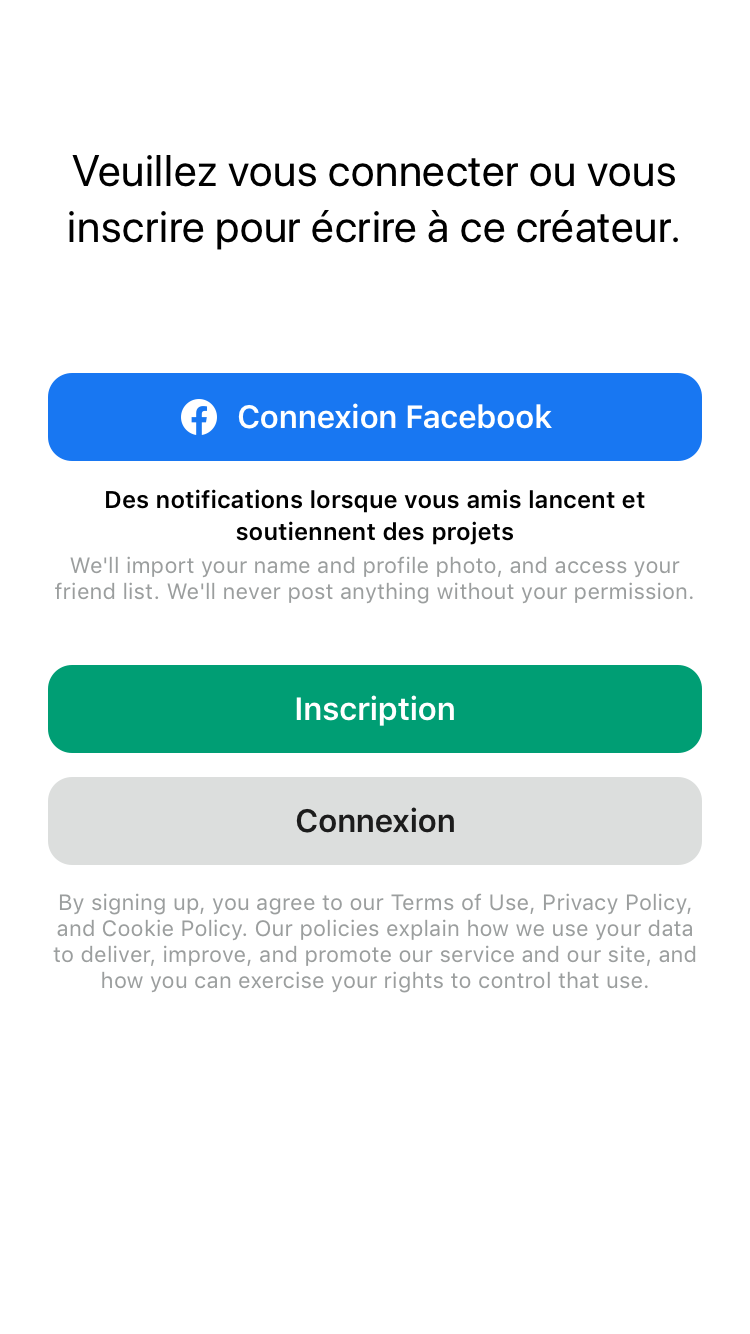 Veuillez vous connecter ou vous
inscrire pour écrire à ce créateur.
Connexion Facebook
Des notifications lorsque vous amis lancent et
soutiennent des projets
We'll import your name and profile photo, and access your
friend list. We'll never post anything without your permission.
Inscription
Connexion
By signing up, you agree to our Terms of Use, Privacy Policy,
and Cookie Policy. Our policies explain how we use your data
to deliver, improve, and promote our service and our site, and
how you can exercise your rights to control that use.